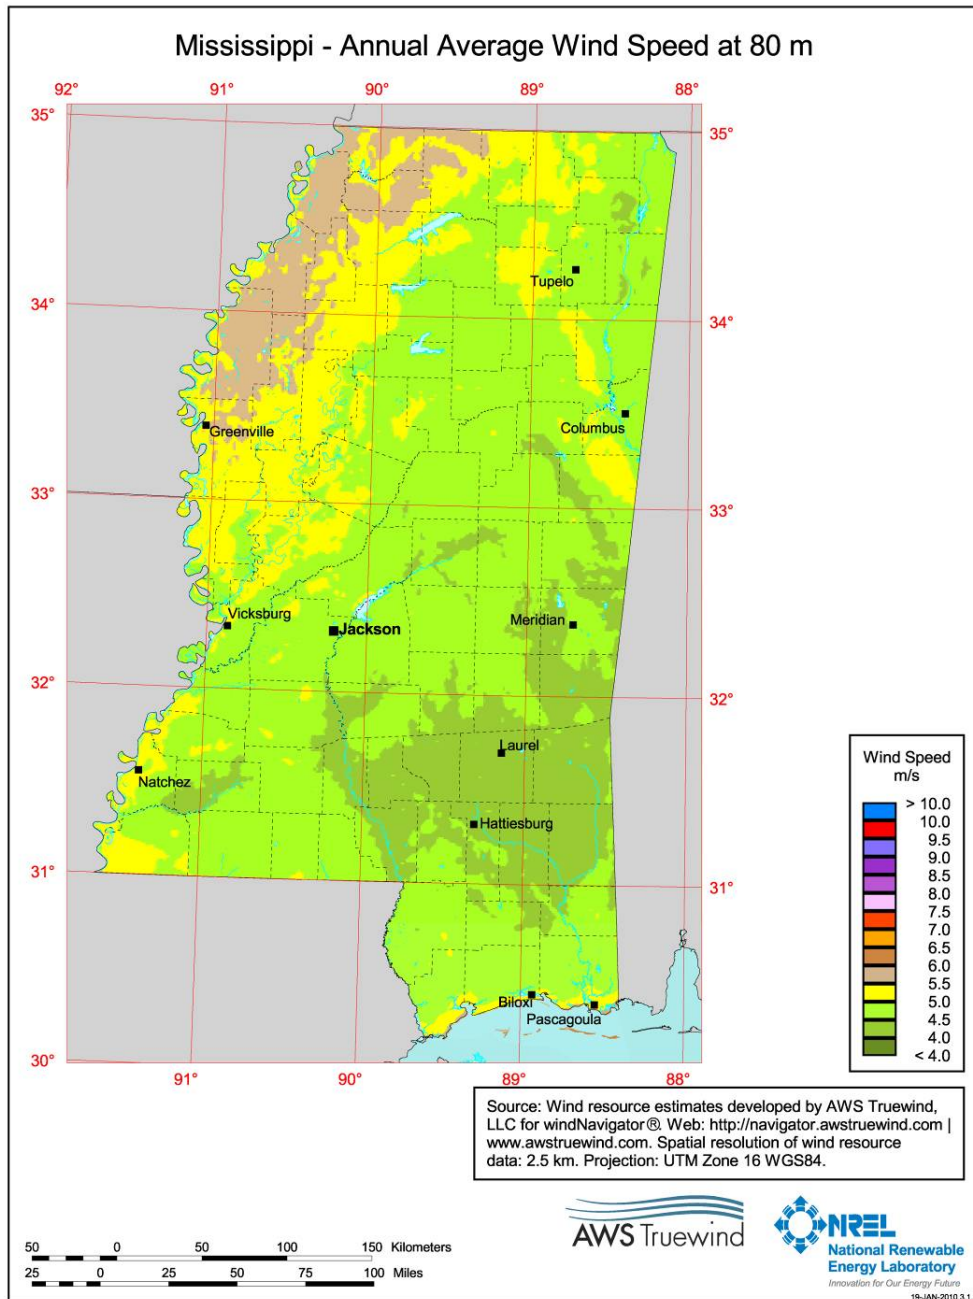 Mississippi - Annual Average Wind Speed at 80 m
92° 91° 90° 89° 88°
35° 35°
Tupelo
34° 34°
Columbus
Greenville
33° 33°
Vicksburg
Jackson
Meridian
32° 32°
Laurel
Natchez
Hattiesburg
31° 31°
Biloxi
Pascagoula
30°
91° 90° 89° 88°
Wind Speed
m/s
> 10.0
10.0
9.5
9.0
8.5
8.0
7.5
7.0
6.5
6.0
5.5
5.0
4.5
4.0
< 4.0
Source: Wind resource estimates developed by AWS Truewind,
LLC for windNavigator®. Web: http://navigator.awstruewind.com |
www.awstruewind.com. Spatial resolution of wind resource
data: 2.5 km. Projection: UTM Zone 16 WGS84.
AWS Truewind
NREL
National Renewable
Energy Laboratory
Innovation for Our Energy Future
50 0 50 100 150 Kilometers
25 0 25 50 75 100 Miles
19-JAN-2010 3.1